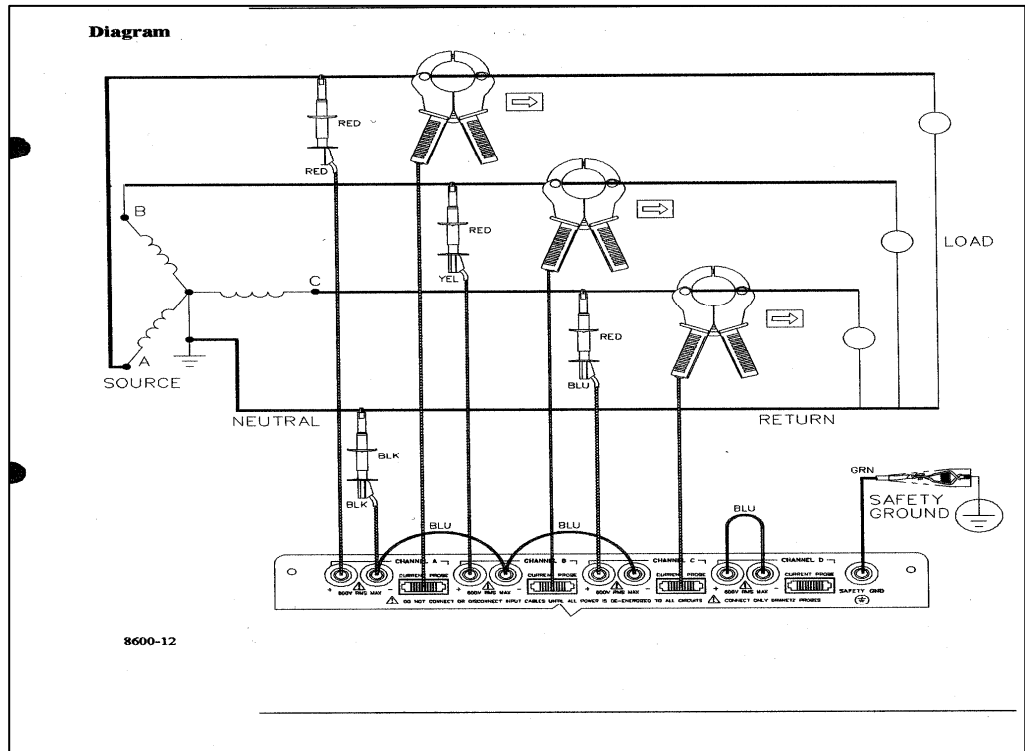 Diagram
RED
RED
B
RED
YEL
C
LOAD
RED
BLU
A
SOURCE
NEUTRAL
RETURN
BLK
BLK
GRN
SAFETY
GROUND
BLU
BLU
BLU
CHANNEL A
CHANNEL B
CHANNEL C
CHANNEL D
CURRENT PROBE
CURRENT PROBE
CURRENT PROBE
CURRENT PROBE
+ 600V RMS MAX -
+ 600V RMS MAX -
+ 600V RMS MAX -
+ 600V RMS MAX -
SAFETY GND
DO NOT CONNECT OR DISCONNECT INPUT CABLES UNTIL ALL POWER IS DE-ENERGIZED TO ALL CIRCUITS
CONNECT ONLY DRANETZ PROBES
8600-12